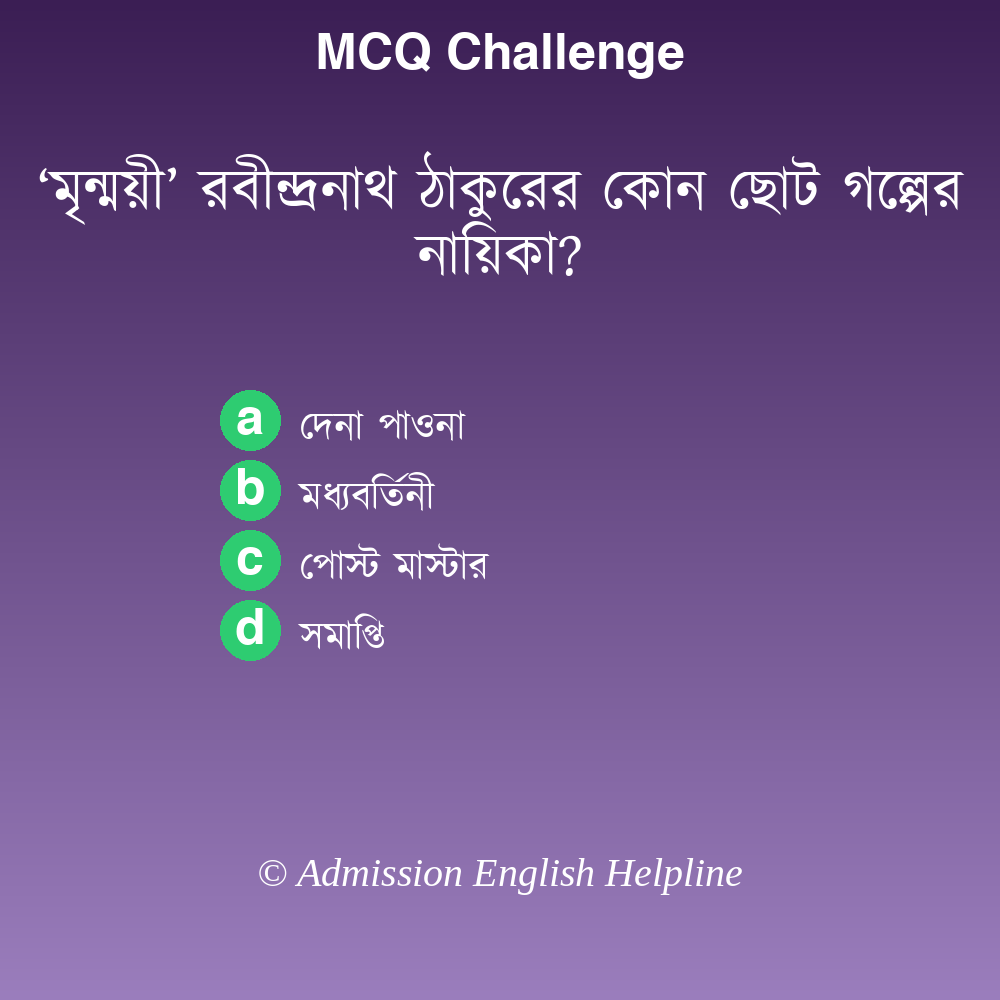 MCQ Challenge
‘মৃন্ময়ী’ রবীন্দ্রনাথ ঠাকুরের কোন ছোট গল্পের
নায়িকা?
a দেনা পাওনা
b মধ্যবর্তিনী
c পোস্ট মাস্টার
d সমাপ্তি
© Admission English Helpline